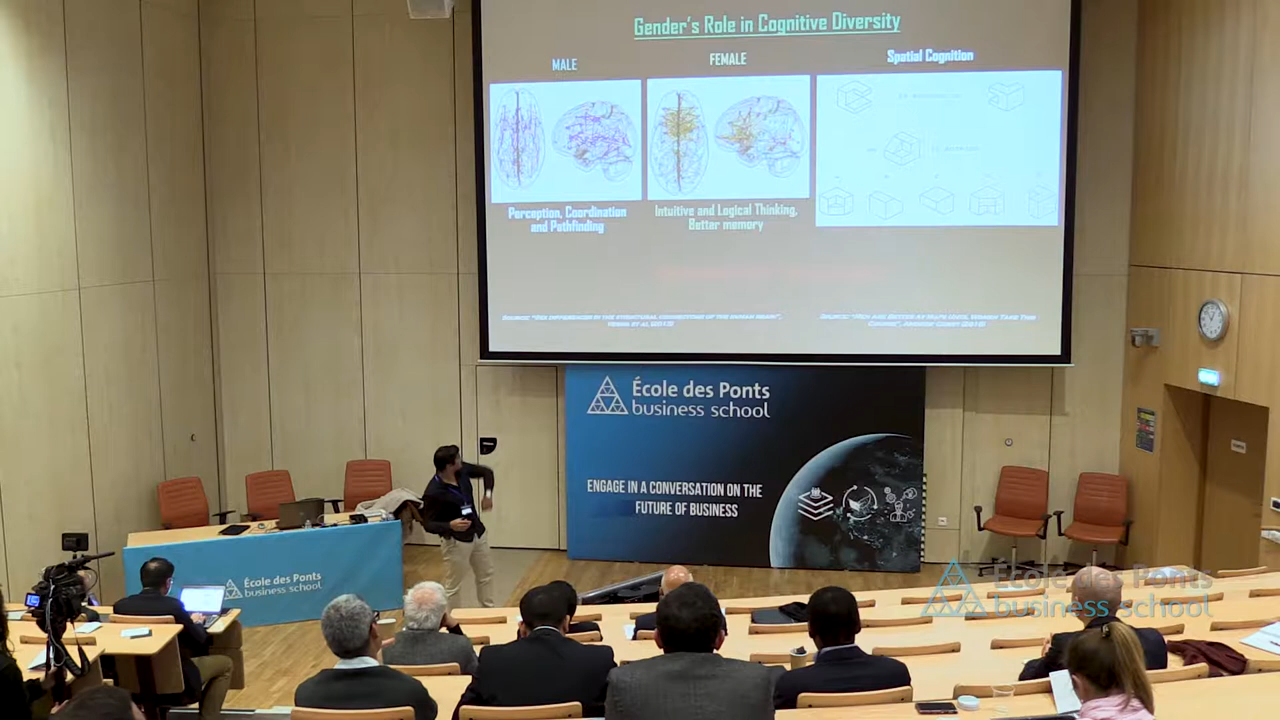 Gender's Role in Cognitive Diversity
MALE
FEMALE
Spatial Cognition
Perception, Coordination
and Pathfinding
Intuitive and Logical Thinking,
Better memory
École des Ponts
business school
ENGAGE IN A CONVERSATION ON THE
FUTURE OF BUSINESS
École des Ponts
business school
École des Ponts
business school